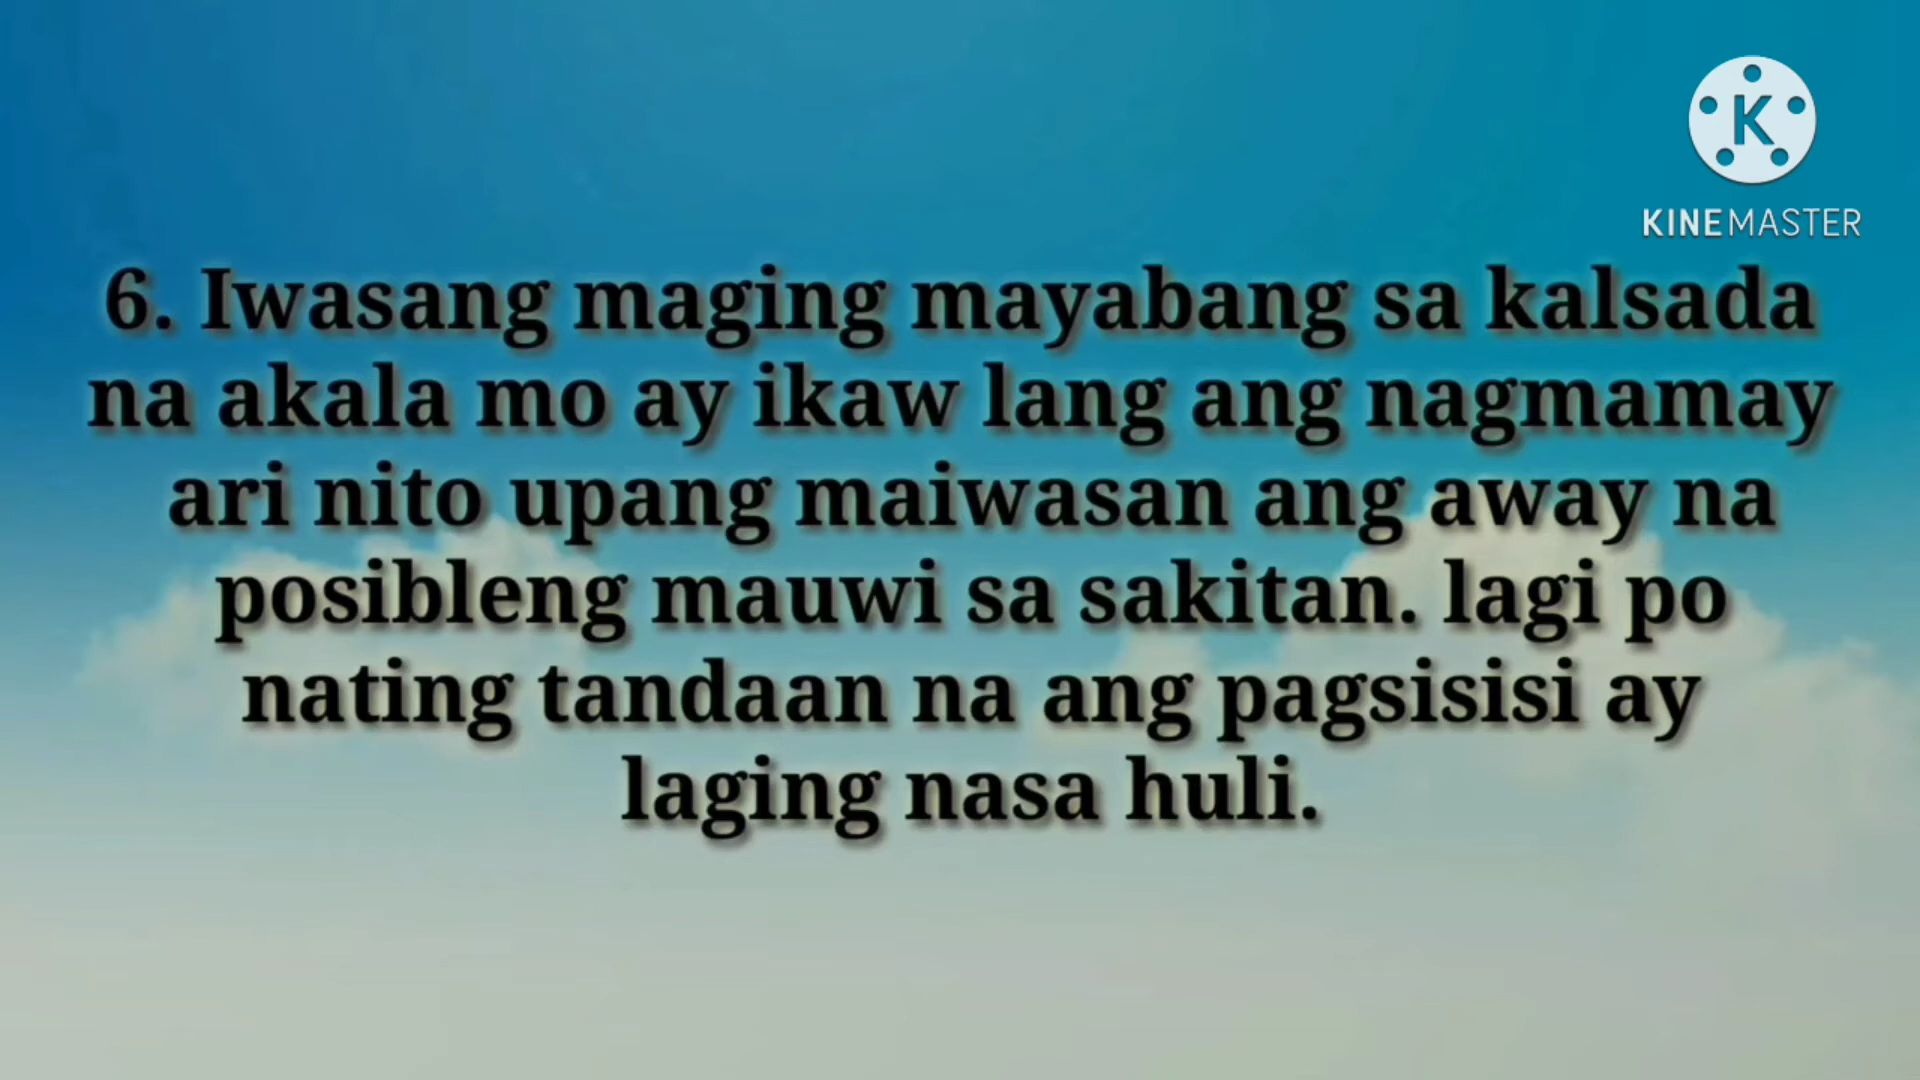 K
KINEMASTER
6. Iwasang maging mayabang sa kalsada
na akala mo ay ikaw lang ang nagmamay
ari nito upang maiwasan ang away na
posibleng mauwi sa sakitan. lagi po
nating tandaan na ang pagsisisi ay
laging nasa huli.